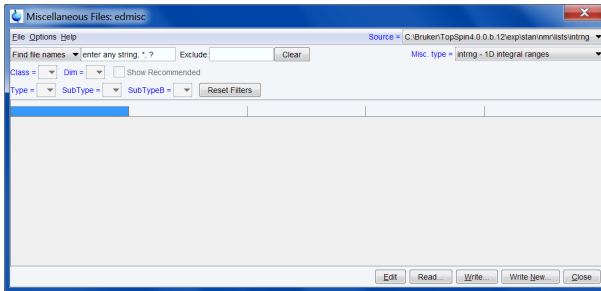 Miscellaneous Files: edmisc
File Options Help Source = C:\Bruker\TopSpin4.0.0.b.12\exp\stan\nmr\lists\intrng
Find file names enter any string, *, ? Exclude: Clear Misc. type = intrng - 1D integral ranges
Class = Dim = Show Recommended
Type = SubType = SubTypeB = Reset Filters
Edit Read... Write... Write New... Close